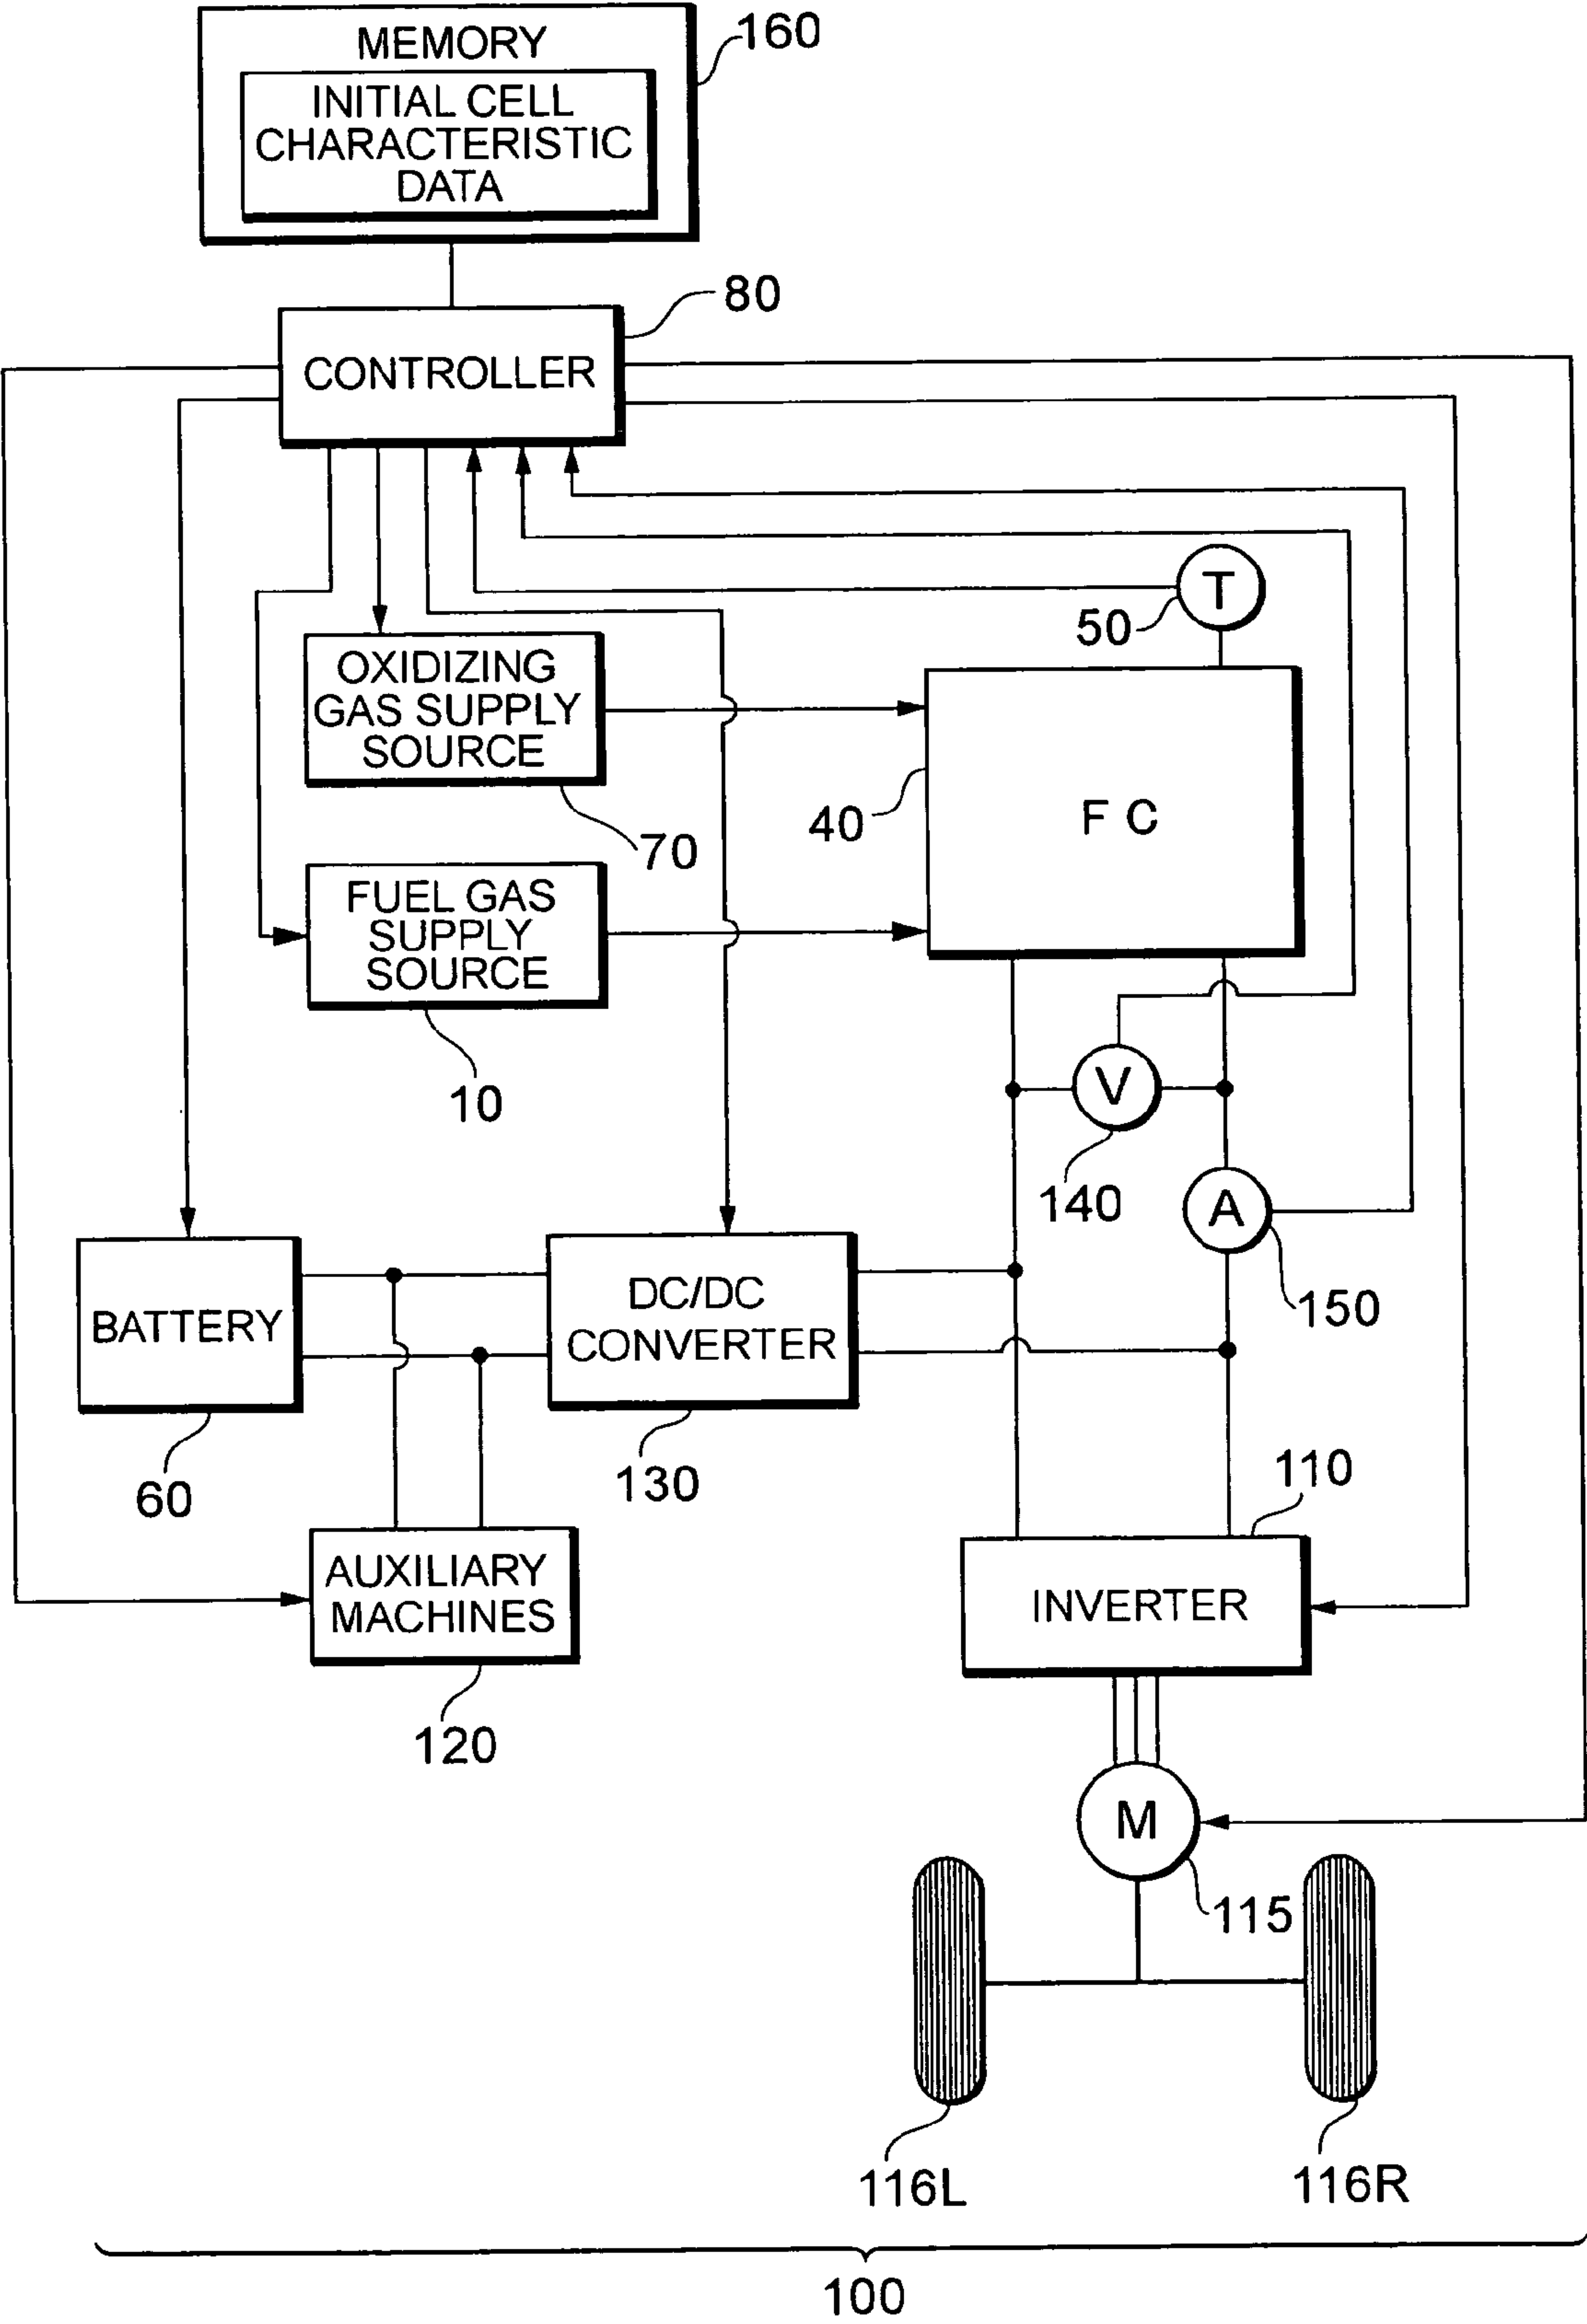 MEMORY
160
INITIAL CELL
CHARACTERISTIC
DATA
80
CONTROLLER
T
50
OXIDIZING
GAS SUPPLY
SOURCE
70
40
F C
FUEL GAS
SUPPLY
SOURCE
10
V
140
A
150
BATTERY
60
DC/DC
CONVERTER
130
110
AUXILIARY
MACHINES
120
INVERTER
M
115
116L
116R
100